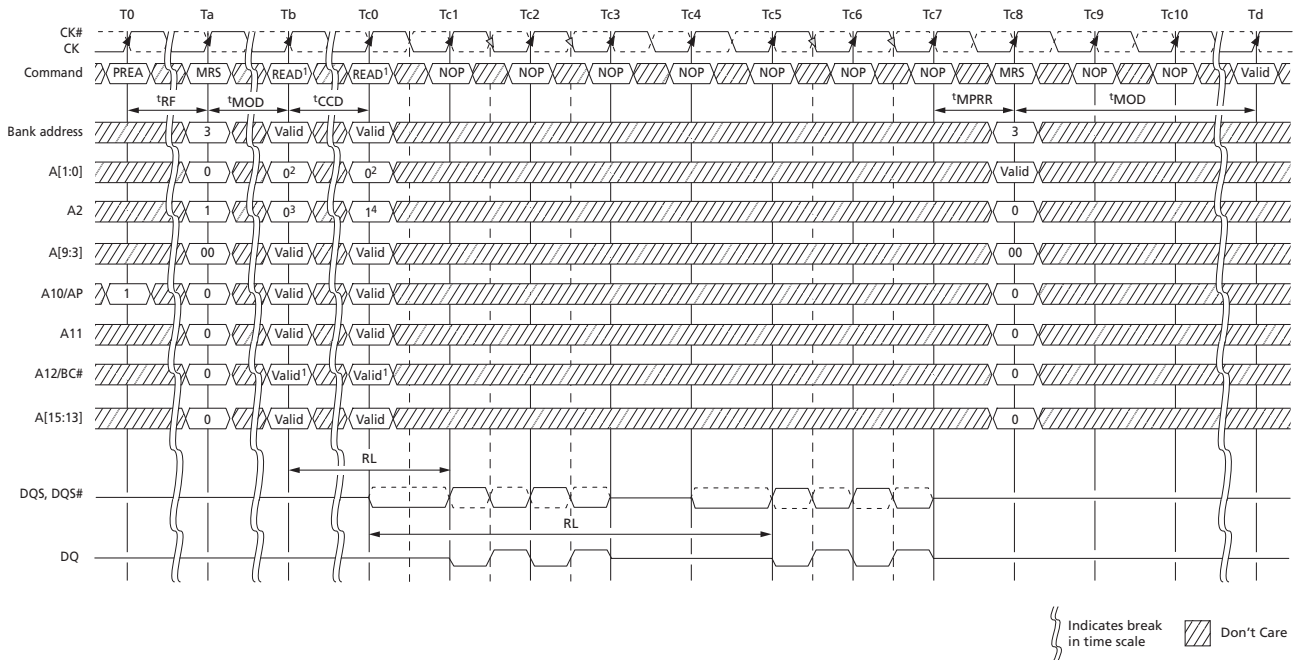 T0 Ta Tb Tc0 Tc1 Tc2 Tc3 Tc4 Tc5 Tc6 Tc7 Tc8 Tc9 Tc10 Td
CK#
CK
Command PREA MRS READ1 READ1 NOP NOP NOP NOP NOP NOP NOP MRS NOP NOP Valid
tRF tMOD tCCD tMPRR tMOD
Bank address 3 Valid Valid 3
A[1:0] 0 0² 0² Valid
A2 1 0³ 1⁴ 0
A[9:3] 00 Valid Valid 00
A10/AP 1 0 Valid Valid 0
A11 0 Valid Valid 0
A12/BC# 0 Valid1 Valid1 0
A[15:13] 0 Valid Valid 0
RL
DQS, DQS#
RL
DQ
Indicates break
in time scale
Don't Care